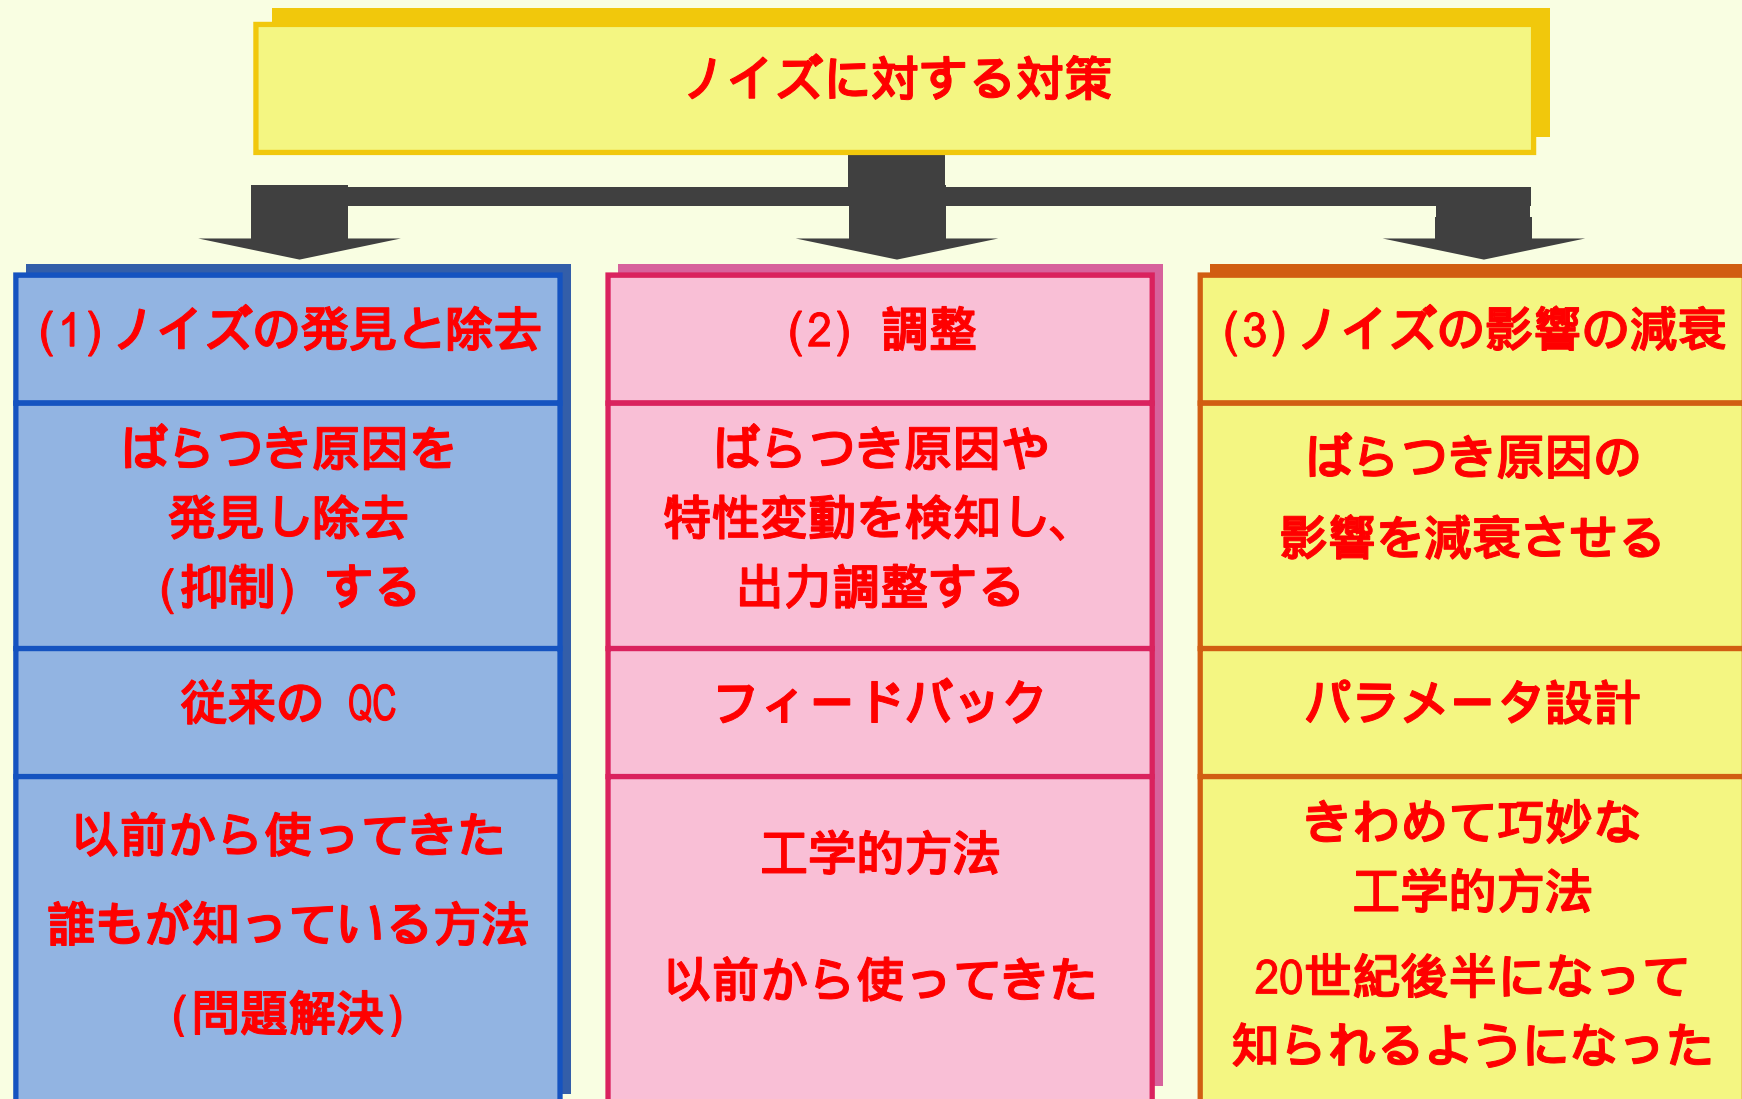 ノイズに対する対策
(1)ノイズの発見と除去
ばらつき原因を
発見し除去
(抑制) する
従来の QC
以前から使ってきた
誰もが知っている方法
(問題解決)
(2) 調整
ばらつき原因や
特性変動を検知し、
出力調整する
フィードバック
工学的方法
以前から使ってきた
(3)ノイズの影響の減衰
ばらつき原因の
影響を減衰させる
パラメータ設計
きわめて巧妙な
工学的方法
20世紀後半になって
知られるようになった